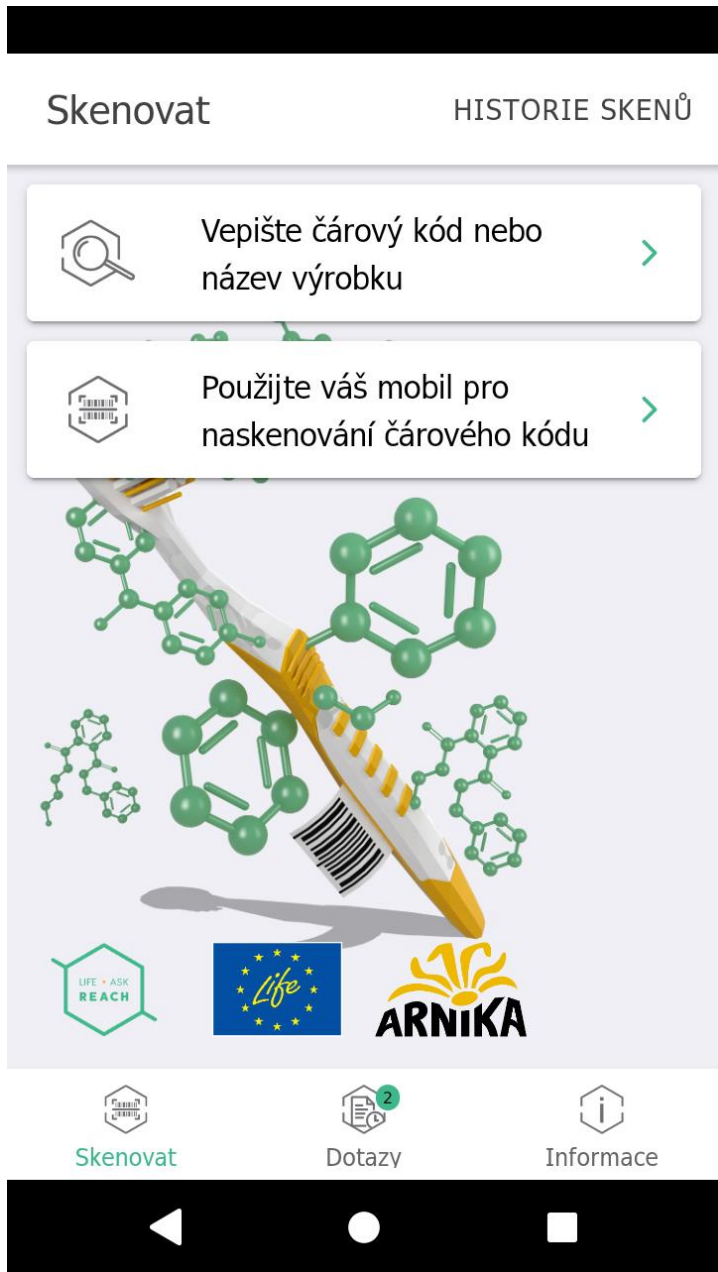 Skenovat
HISTORIE SKENŮ
Vepište čárový kód nebo
název výrobku
Použijte váš mobil pro
naskenování čárového kódu
LIFE • ASK
REACH
Life
ARNIKA
2
Skenovat
Dotazy
Informace